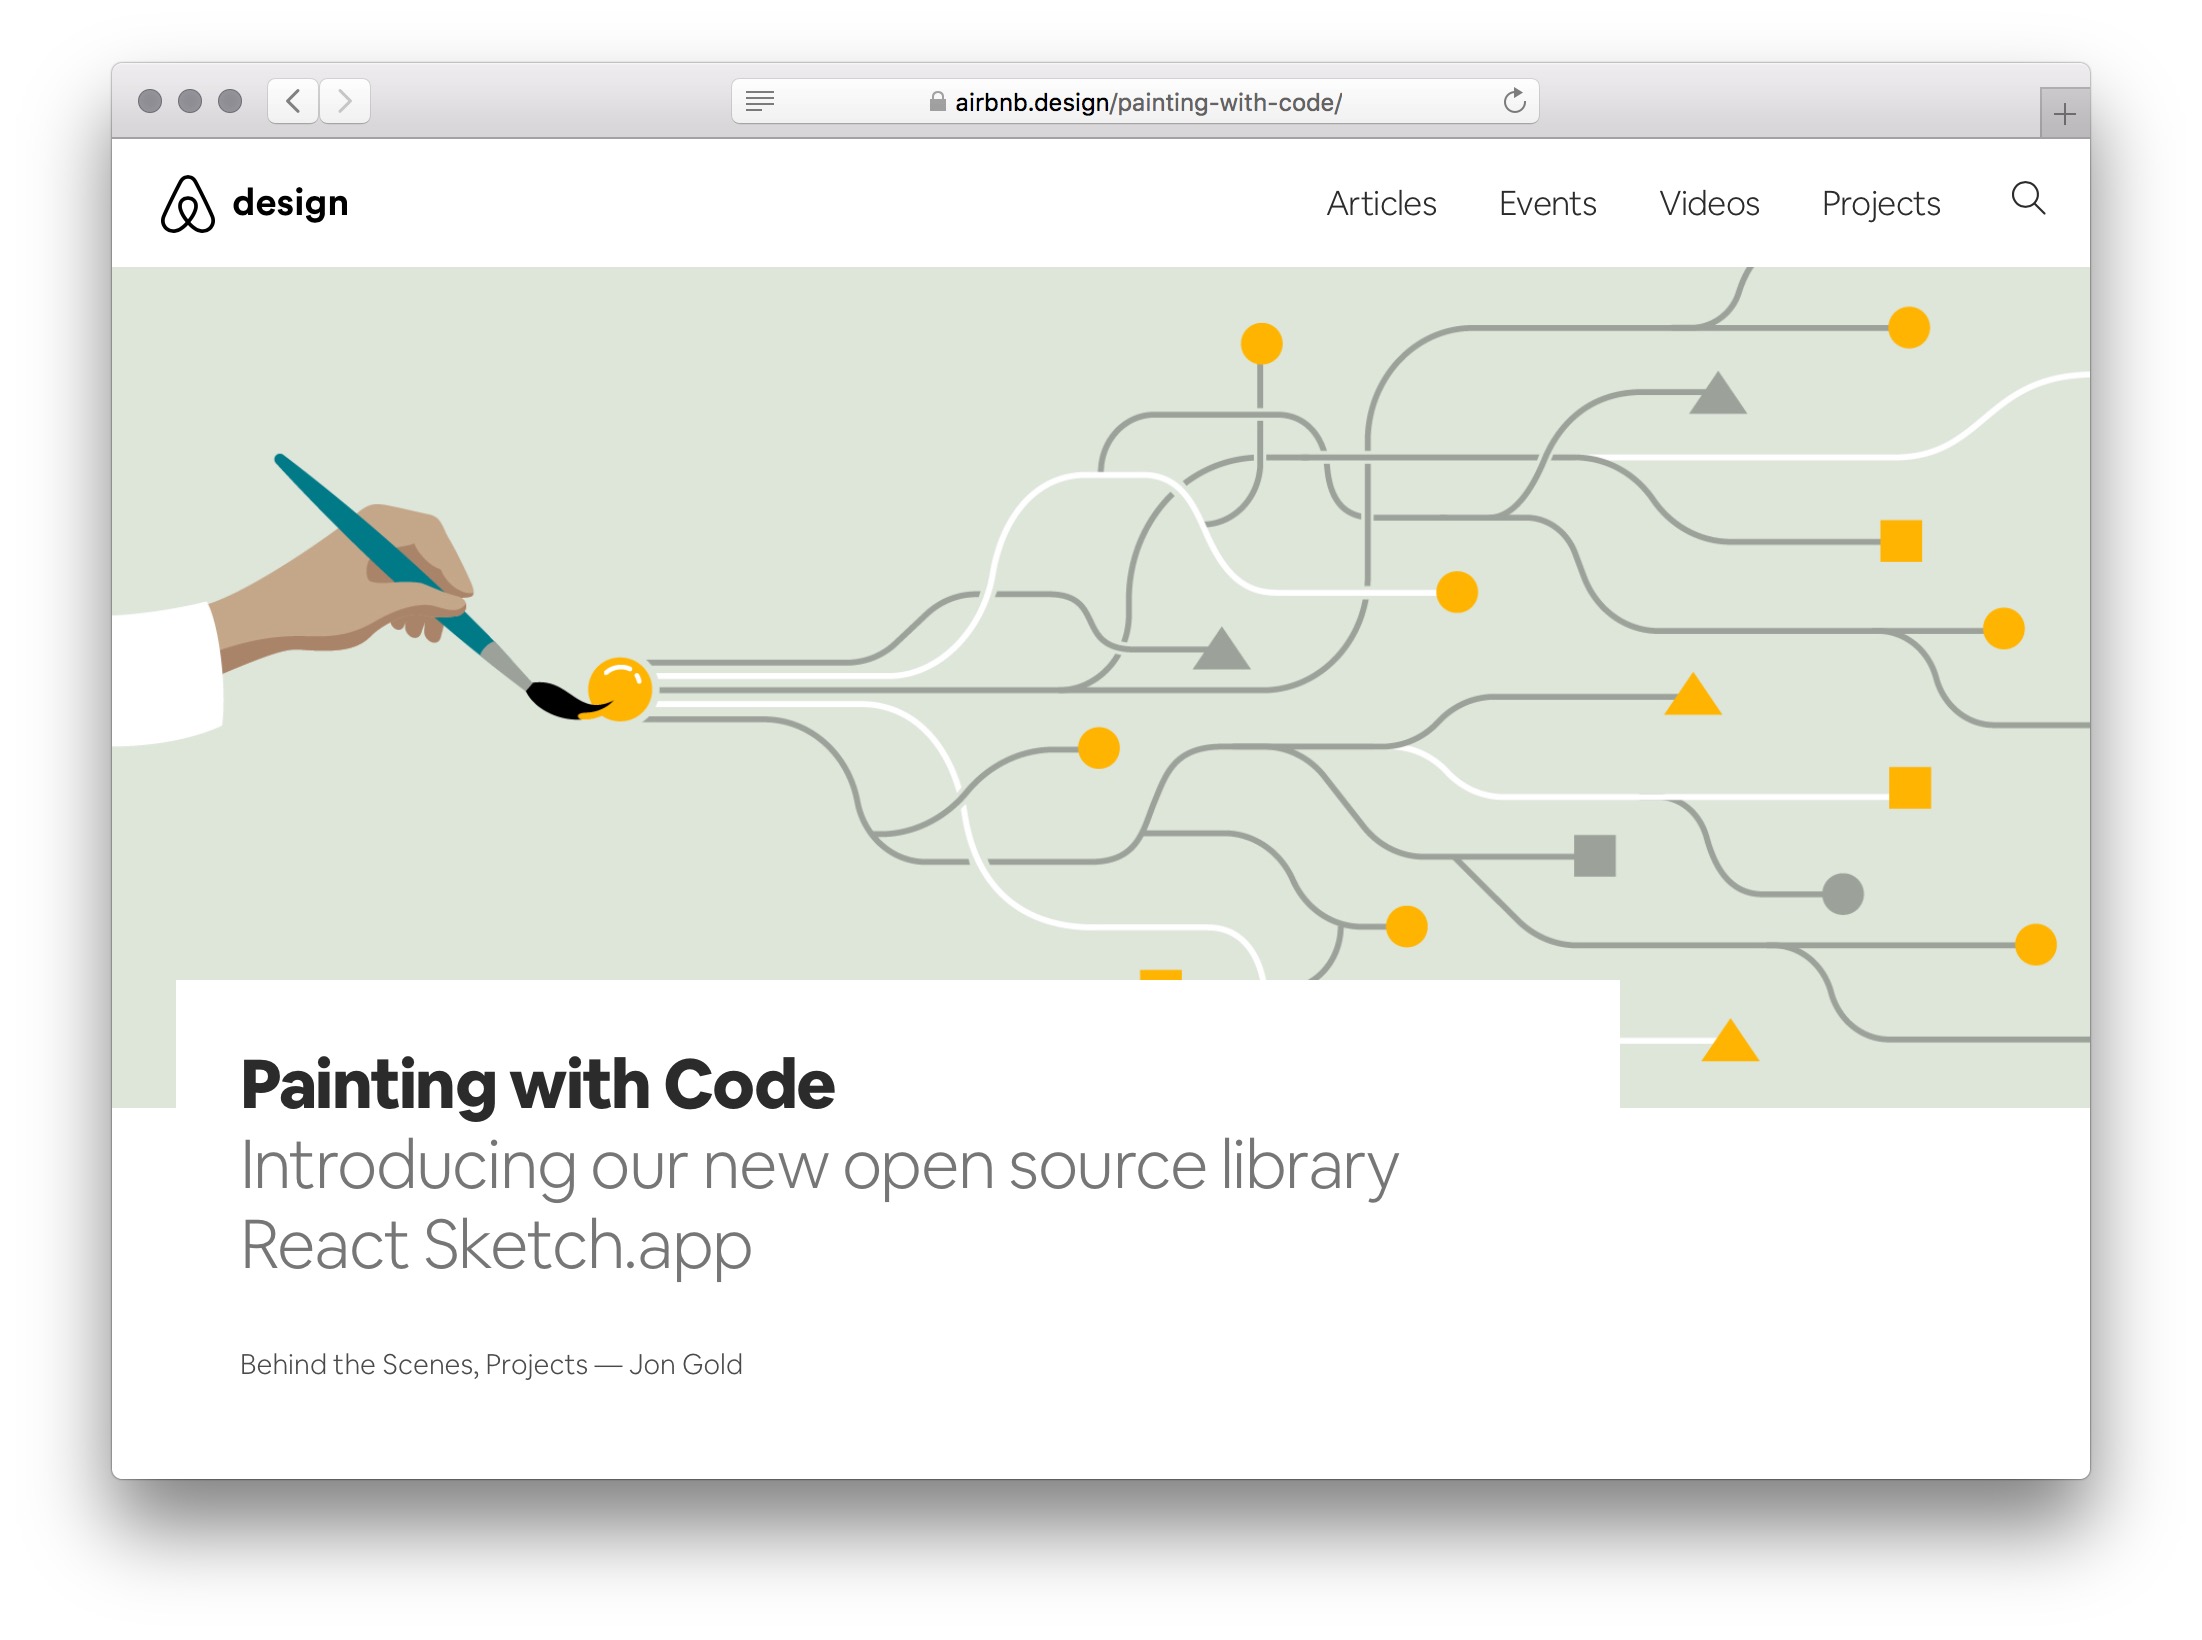 airbnb.design/painting-with-code/
design
Articles Events Videos Projects
Painting with Code
Introducing our new open source library
React Sketch.app
Behind the Scenes, Projects — Jon Gold